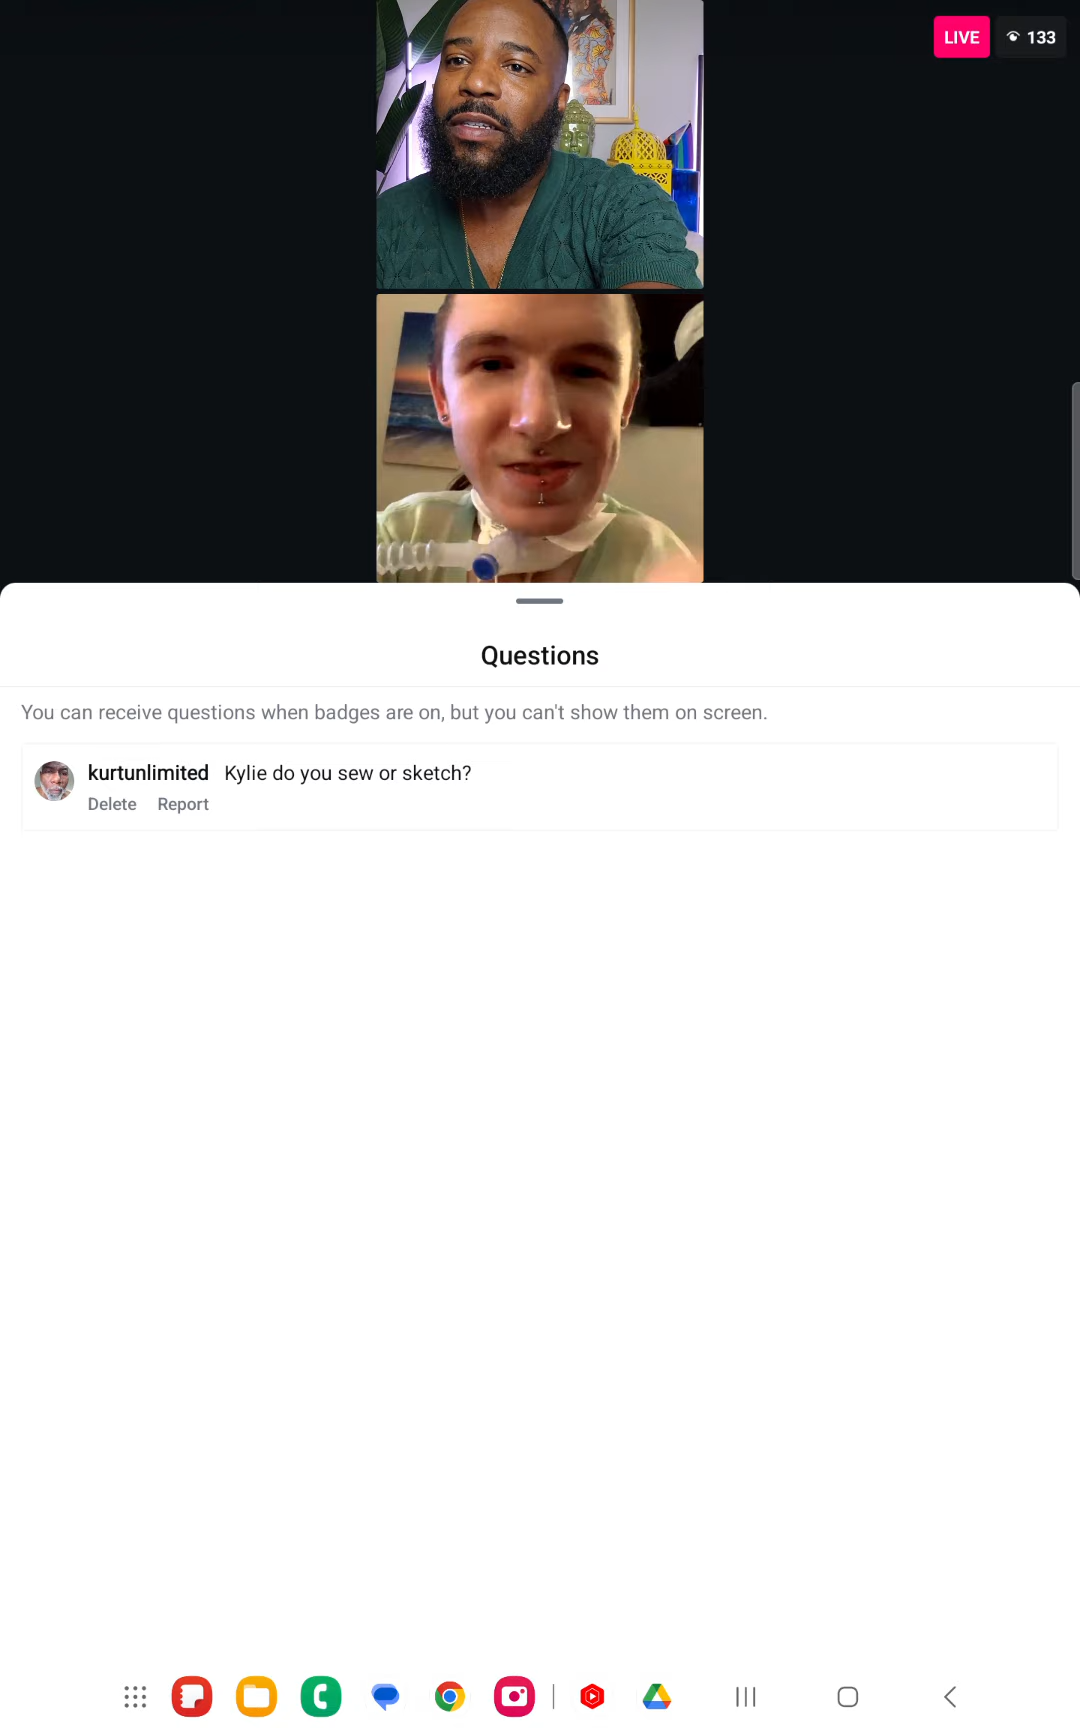 LIVE 133
Questions
You can receive questions when badges are on, but you can't show them on screen.
kurtunlimited Kylie do you sew or sketch?
Delete Report